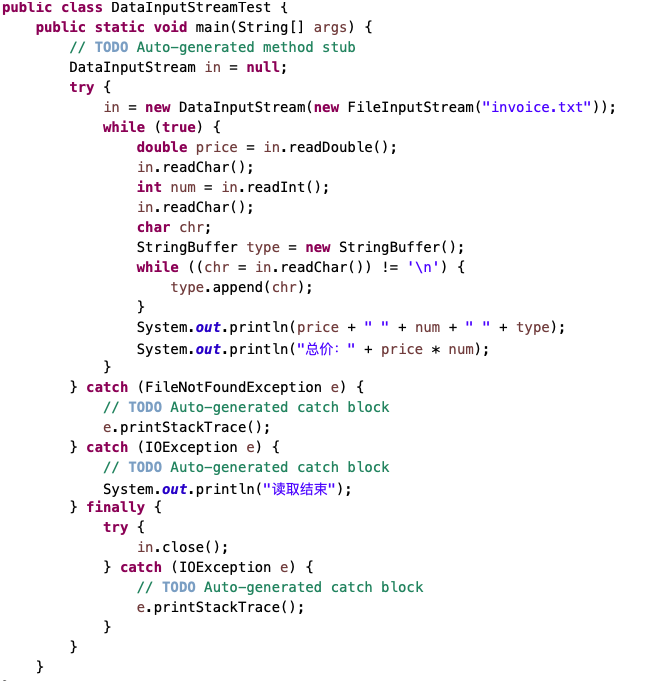 public class DataInputStreamTest {
    public static void main(String[] args) {
        // TODO Auto-generated method stub
        DataInputStream in = null;
        try {
            in = new DataInputStream(new FileInputStream("invoice.txt"));
            while (true) {
                double price = in.readDouble();
                in.readChar();
                int num = in.readInt();
                in.readChar();
                char chr;
                StringBuffer type = new StringBuffer();
                while ((chr = in.readChar()) != '\n') {
                    type.append(chr);
                }
                System.out.println(price + " " + num + " " + type);
                System.out.println("总价：" + price * num);
            }
        } catch (FileNotFoundException e) {
            // TODO Auto-generated catch block
            e.printStackTrace();
        } catch (IOException e) {
            // TODO Auto-generated catch block
            System.out.println("读取结束");
        } finally {
            try {
                in.close();
            } catch (IOException e) {
                // TODO Auto-generated catch block
                e.printStackTrace();
            }
        }
    }
}